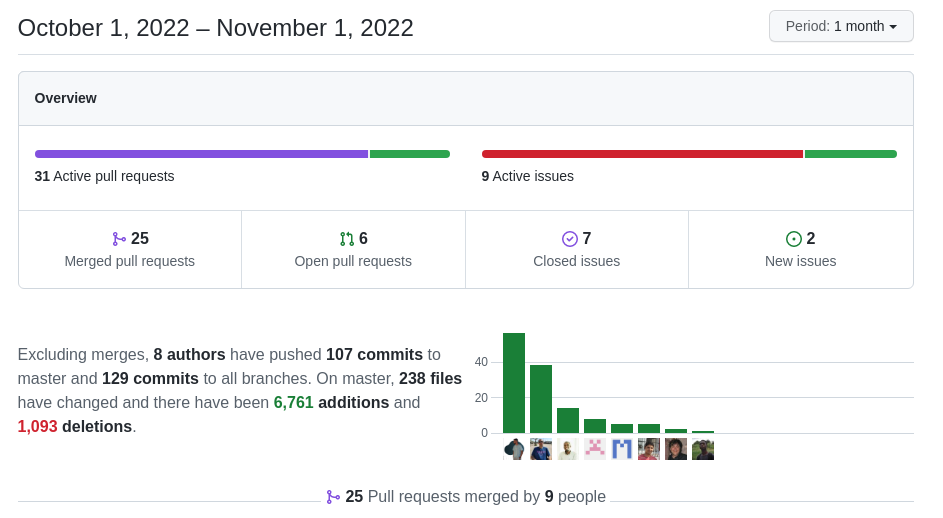 October 1, 2022 – November 1, 2022
Period: 1 month
Overview
31 Active pull requests
9 Active issues
25
Merged pull requests
6
Open pull requests
7
Closed issues
2
New issues
Excluding merges, 8 authors have pushed 107 commits to
master and 129 commits to all branches. On master, 238 files
have changed and there have been 6,761 additions and
1,093 deletions.
40
20
0
25 Pull requests merged by 9 people